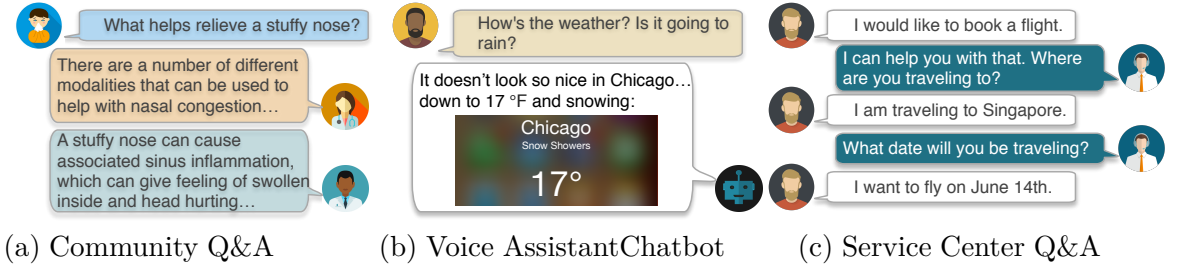 What helps relieve a stuffy nose?
There are a number of different
modalities that can be used to
help with nasal congestion…
A stuffy nose can cause
associated sinus inflammation,
which can give feeling of swollen
inside and head hurting…
(a) Community Q&A
How's the weather? Is it going to
rain?
It doesn't look so nice in Chicago…
down to 17 °F and snowing:
Chicago
Snow Showers
17°
(b) Voice AssistantChatbot
I would like to book a flight.
I can help you with that. Where
are you traveling to?
I am traveling to Singapore.
What date will you be traveling?
I want to fly on June 14th.
(c) Service Center Q&A